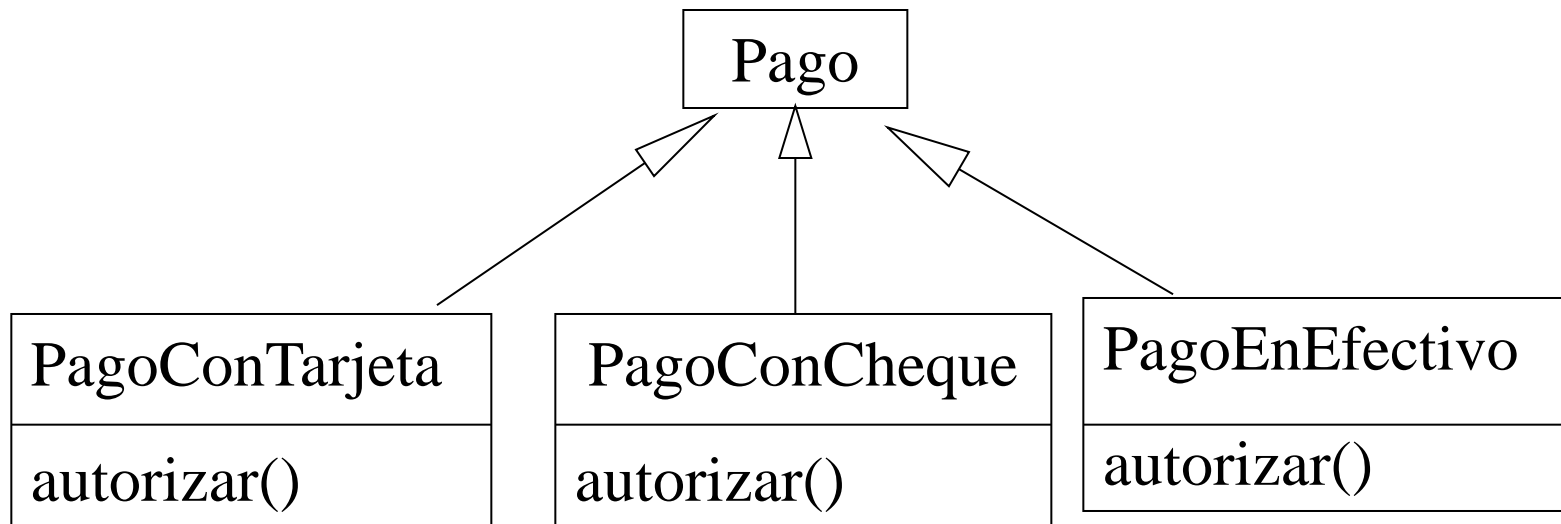 Pago
PagoConTarjeta
autorizar()
PagoConCheque
autorizar()
PagoEnEfectivo
autorizar()